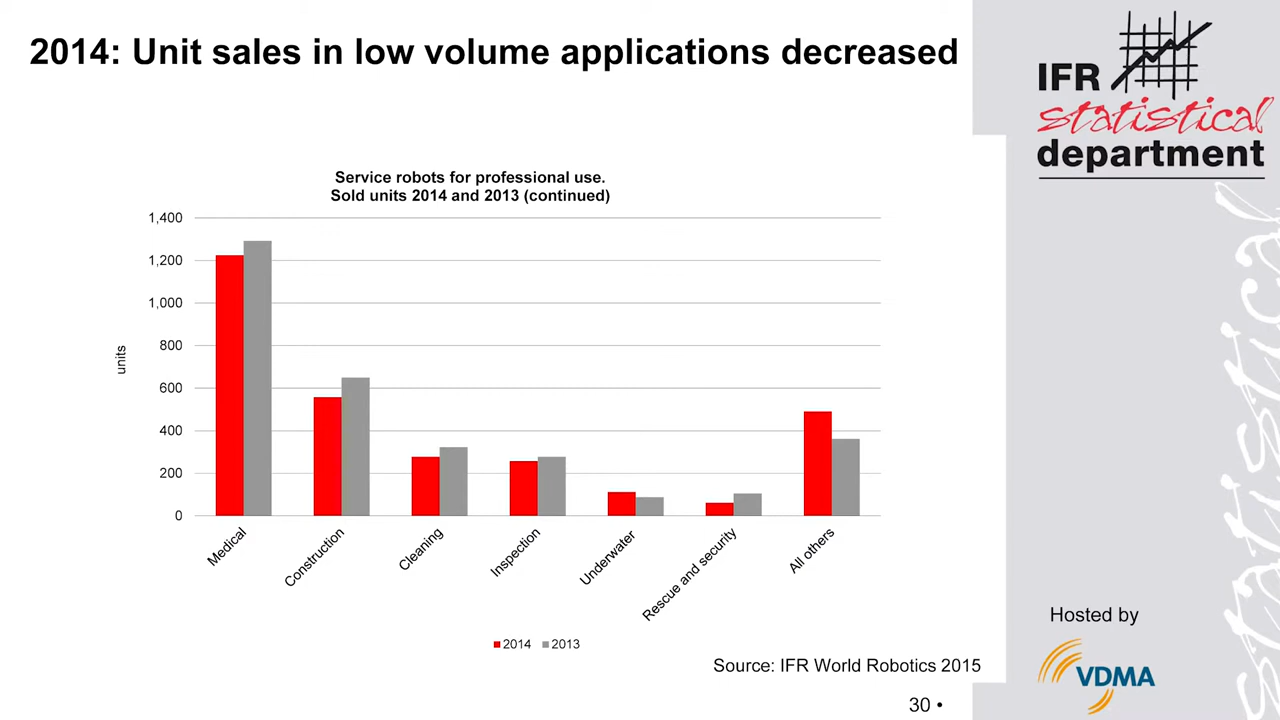 2014: Unit sales in low volume applications decreased
IFR
statistical
department
Service robots for professional use.
Sold units 2014 and 2013 (continued)
1,400
1,200
1,000
800
600
400
200
0
units
Medical
Construction
Cleaning
Inspection
Underwater
Rescue and security
All others
2014 2013
Source: IFR World Robotics 2015
30 •
Hosted by
VDMA
statistical